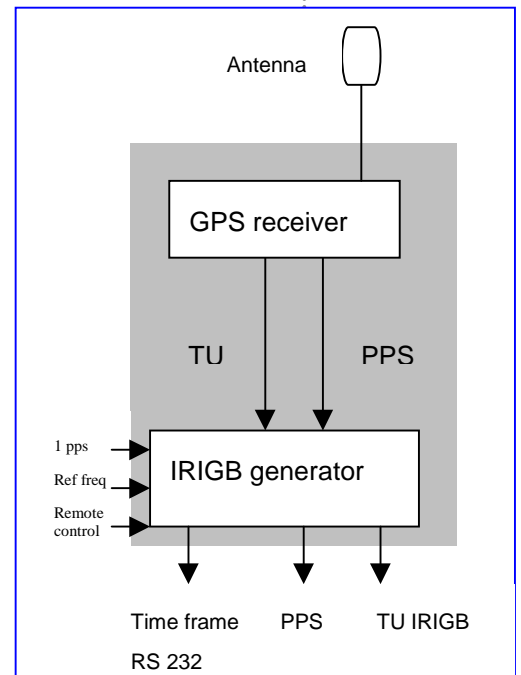 Antenna
GPS receiver
TU PPS
1 pps
IRIGB generator
Ref freq
Remote
control
Time frame PPS TU IRIGB
RS 232